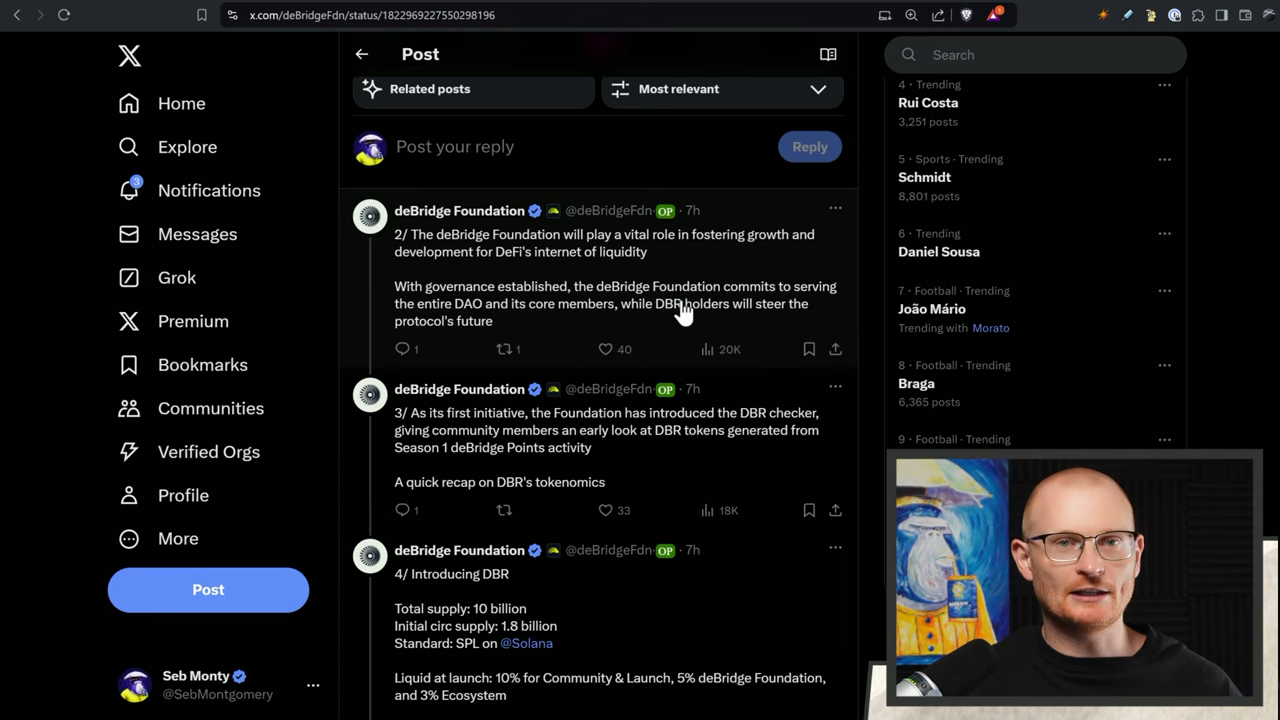 x.com/deBridgeFdn/status/1822969227550298196
1
Post
Search
Home
Explore
3
Notifications
Messages
Grok
Premium
Bookmarks
Communities
Verified Orgs
Profile
More
Post
Seb Monty
@SebMontgomery
Related posts
Most relevant
Post your reply
Reply
deBridge Foundation @deBridgeFdn · OP · 7h
2/ The deBridge Foundation will play a vital role in fostering growth and
development for DeFi's internet of liquidity
With governance established, the deBridge Foundation commits to serving
the entire DAO and its core members, while DBR holders will steer the
protocol's future
1 1 40 20K
deBridge Foundation @deBridgeFdn · OP · 7h
3/ As its first initiative, the Foundation has introduced the DBR checker,
giving community members an early look at DBR tokens generated from
Season 1 deBridge Points activity
A quick recap on DBR's tokenomics
1 33 18K
deBridge Foundation @deBridgeFdn · OP · 7h
4/ Introducing DBR
Total supply: 10 billion
Initial circ supply: 1.8 billion
Standard: SPL on @Solana
Liquid at launch: 10% for Community & Launch, 5% deBridge Foundation,
and 3% Ecosystem
4 · Trending
Rui Costa
3,251 posts
5 · Sports · Trending
Schmidt
8,801 posts
6 · Trending
Daniel Sousa
7 · Football · Trending
João Mário
Trending with Morato
8 · Football · Trending
Braga
6,365 posts
9 · Football · Trending